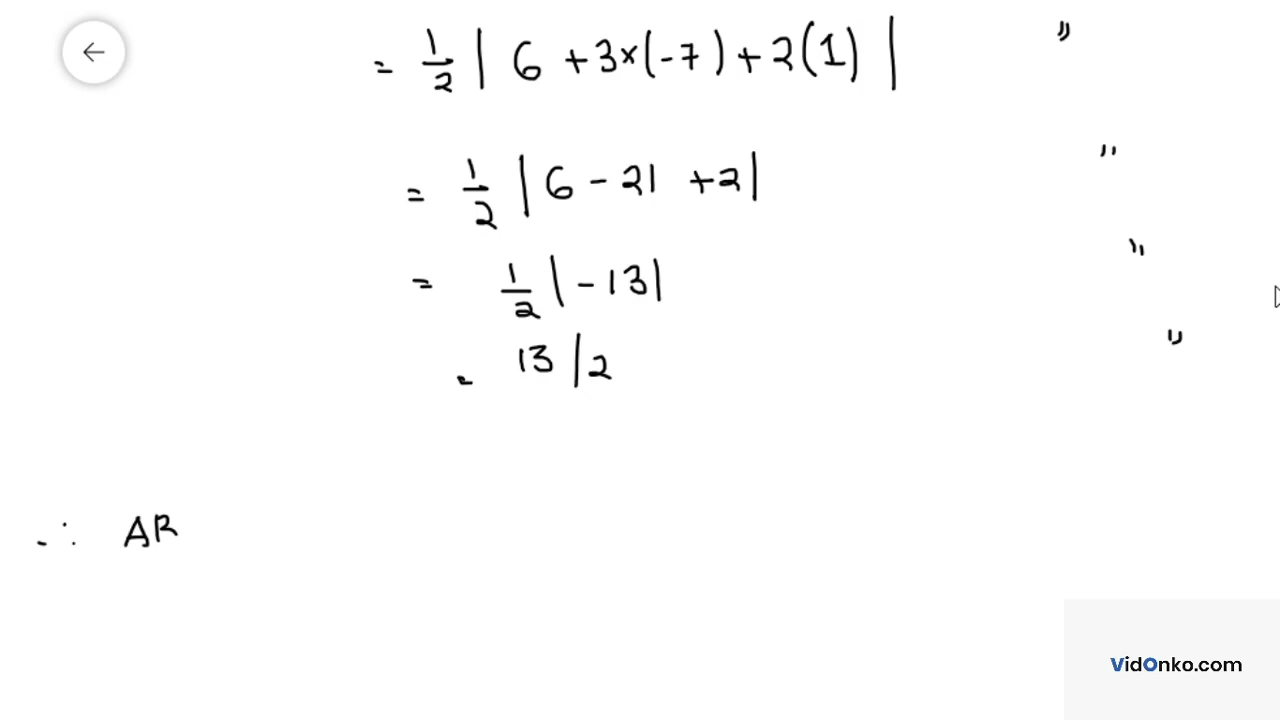 = 1/2 | 6 + 3×(-7) + 2(1) | "
= 1/2 | 6 - 21 + 2 | "
= 1/2 | -13 | "
= 13/2 "
∴ AR
VidOnko.com